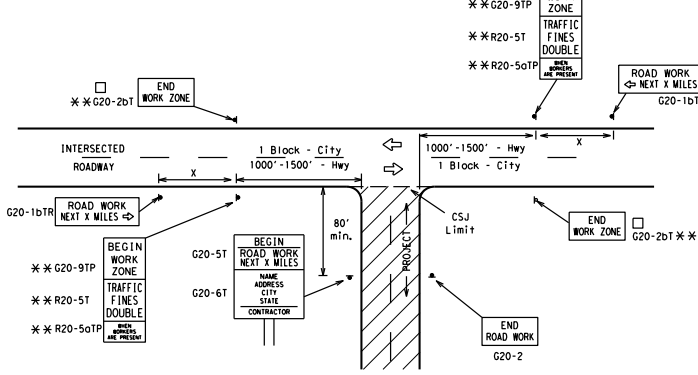 ✶✶G20-9TP
ZONE
✶✶R20-5T
TRAFFIC
FINES
DOUBLE
✶✶R20-5aTP
WHEN
WORKERS
ARE PRESENT
ROAD WORK
⇦ NEXT X MILES
G20-1bT
□
✶✶G20-2bT
END
WORK ZONE
INTERSECTED
ROADWAY
X
1 Block - City
1000'-1500' - Hwy
1000'-1500' - Hwy
1 Block - City
X
G20-1bTR
ROAD WORK
NEXT X MILES ⇨
80'
min.
CSJ
Limit
PROJECT
END
WORK ZONE
□
G20-2bT ✶✶
✶✶G20-9TP
BEGIN
WORK
ZONE
✶✶R20-5T
TRAFFIC
FINES
DOUBLE
✶✶R20-5aTP
WHEN
WORKERS
ARE PRESENT
G20-5T
BEGIN
ROAD WORK
NEXT X MILES
G20-6T
NAME
ADDRESS
CITY
STATE
CONTRACTOR
END
ROAD WORK
G20-2